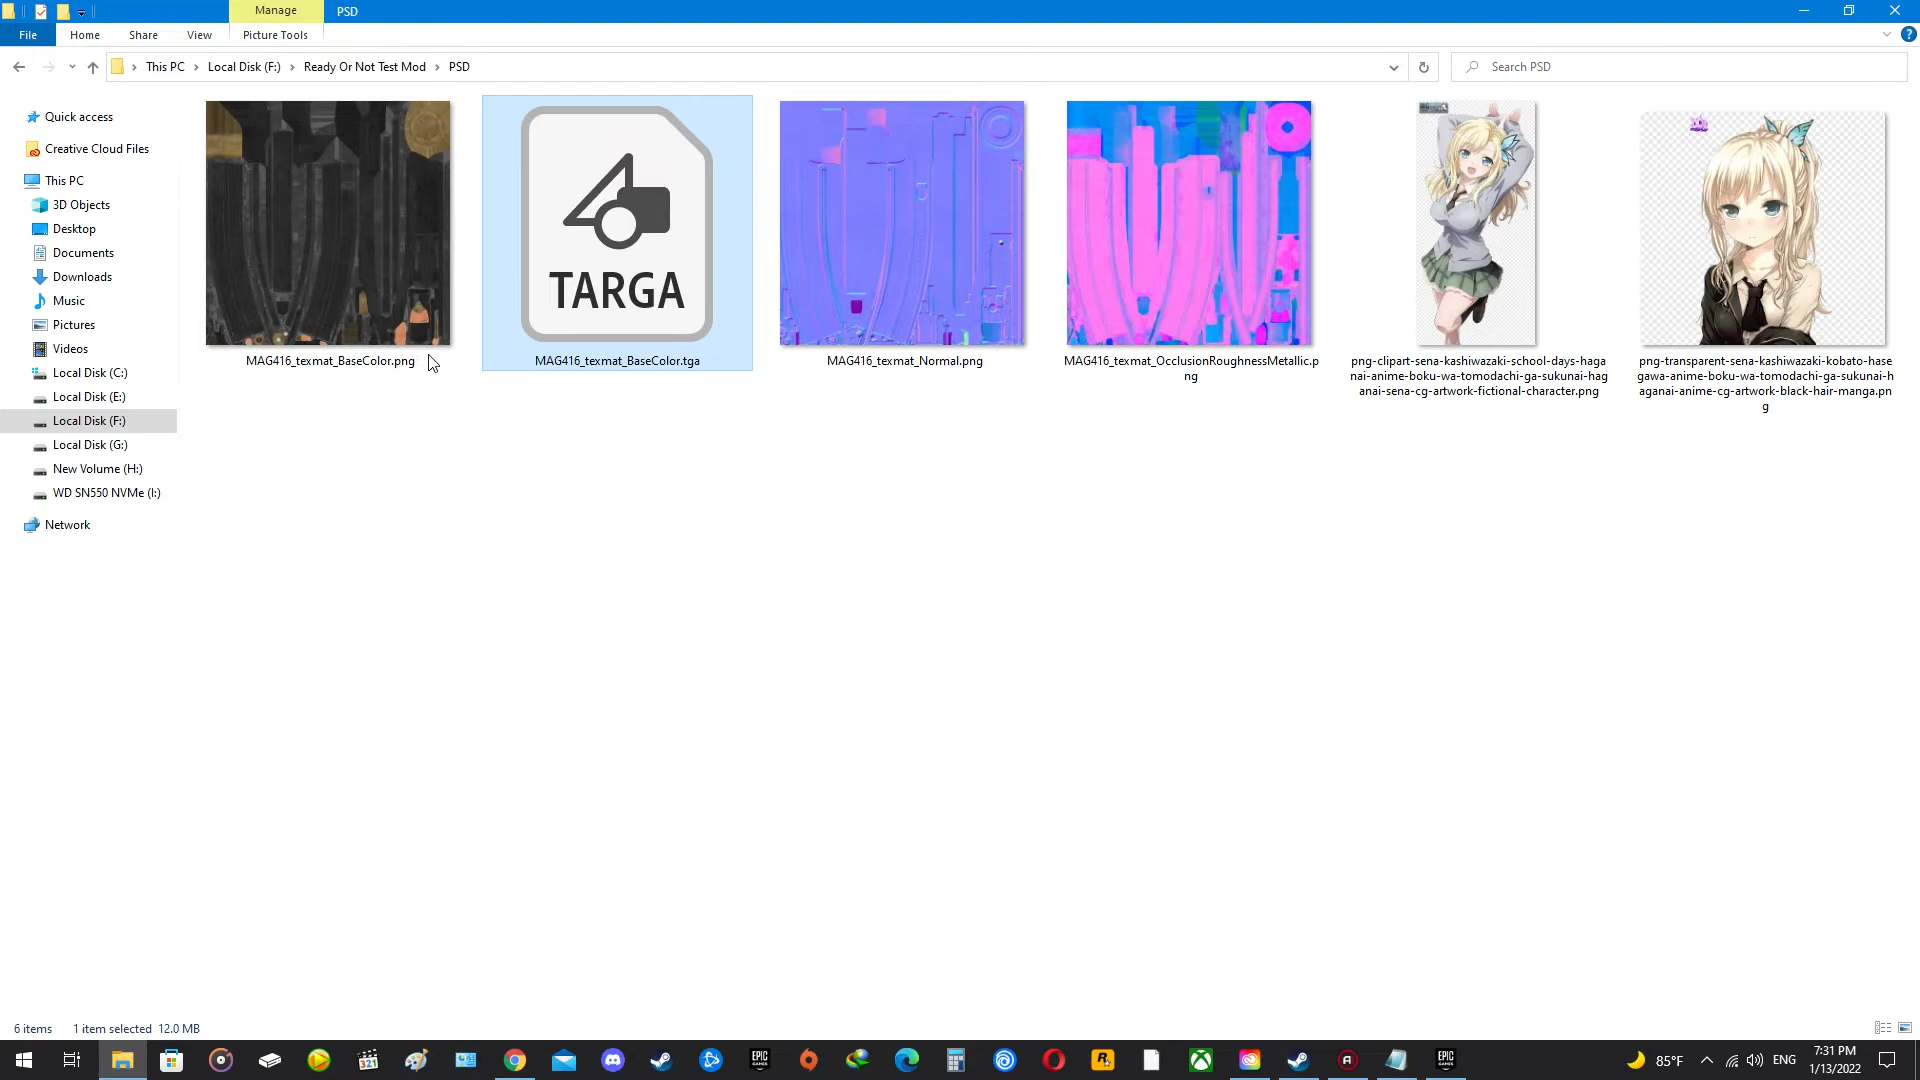 Manage
PSD
File
Home
Share
View
Picture Tools
This PC
Local Disk (F:)
Ready Or Not Test Mod
PSD
Search PSD
Quick access
Creative Cloud Files
This PC
3D Objects
Desktop
Documents
Downloads
Music
Pictures
Videos
Local Disk (C:)
Local Disk (E:)
Local Disk (F:)
Local Disk (G:)
New Volume (H:)
WD SN550 NVMe (I:)
Network
TARGA
MAG416_texmat_BaseColor.png
MAG416_texmat_BaseColor.tga
MAG416_texmat_Normal.png
MAG416_texmat_OcclusionRoughnessMetallic.p
ng
png-clipart-sena-kashiwazaki-school-days-haga
nai-anime-boku-wa-tomodachi-ga-sukunai-hag
anai-sena-cg-artwork-fictional-character.png
png-transparent-sena-kashiwazaki-kobato-hase
gawa-anime-boku-wa-tomodachi-ga-sukunai-h
aganai-anime-cg-artwork-black-hair-manga.pn
g
6 items
1 item selected 12.0 MB
321
EPIC
GAMES
R
EPIC
GAMES
85°F
ENG
7:31 PM
1/13/2022